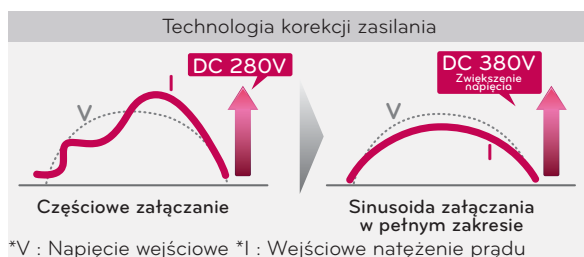 Technologia korekcji zasilania
DC 280V
I
V
Częściowe załączanie
DC 380V
Zwiększenie
napięcia
V
I
Sinusoida załączania
w pełnym zakresie
*V : Napięcie wejściowe *I : Wejściowe natężenie prądu